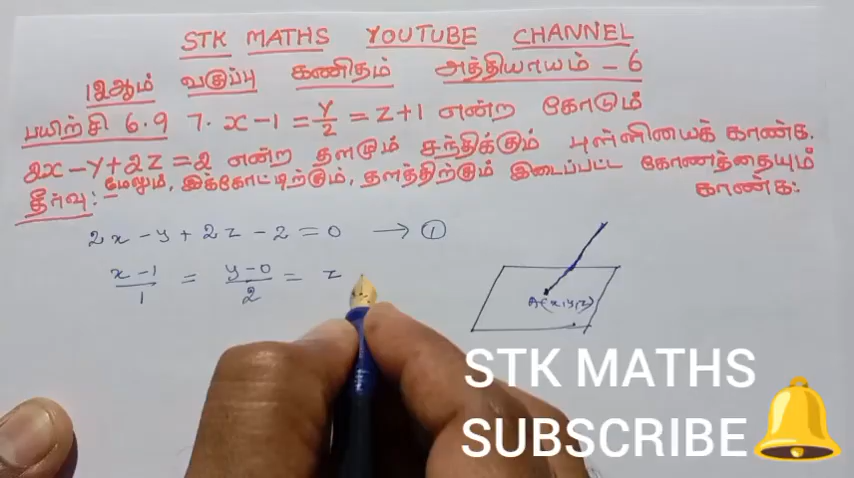 STK MATHS YOUTUBE CHANNEL
12ஆம் வகுப்பு கணிதம் அத்தியாயம் - 6
பயிற்சி 6.9 7. x-1 = y/2 = z+1 என்ற கோடும்
2x-y+2z=2 என்ற தளமும் சந்திக்கும் புள்ளியைக் காண்க.
மேலும், இக்கோட்டிற்கும், தளத்திற்கும் இடைப்பட்ட கோணத்தையும் காண்க:
தீர்வு:-
2x - y + 2z - 2 = 0 → ①
(x-1)/1 = (y-0)/2 = z
A(x,y,z)
STK MATHS
SUBSCRIBE